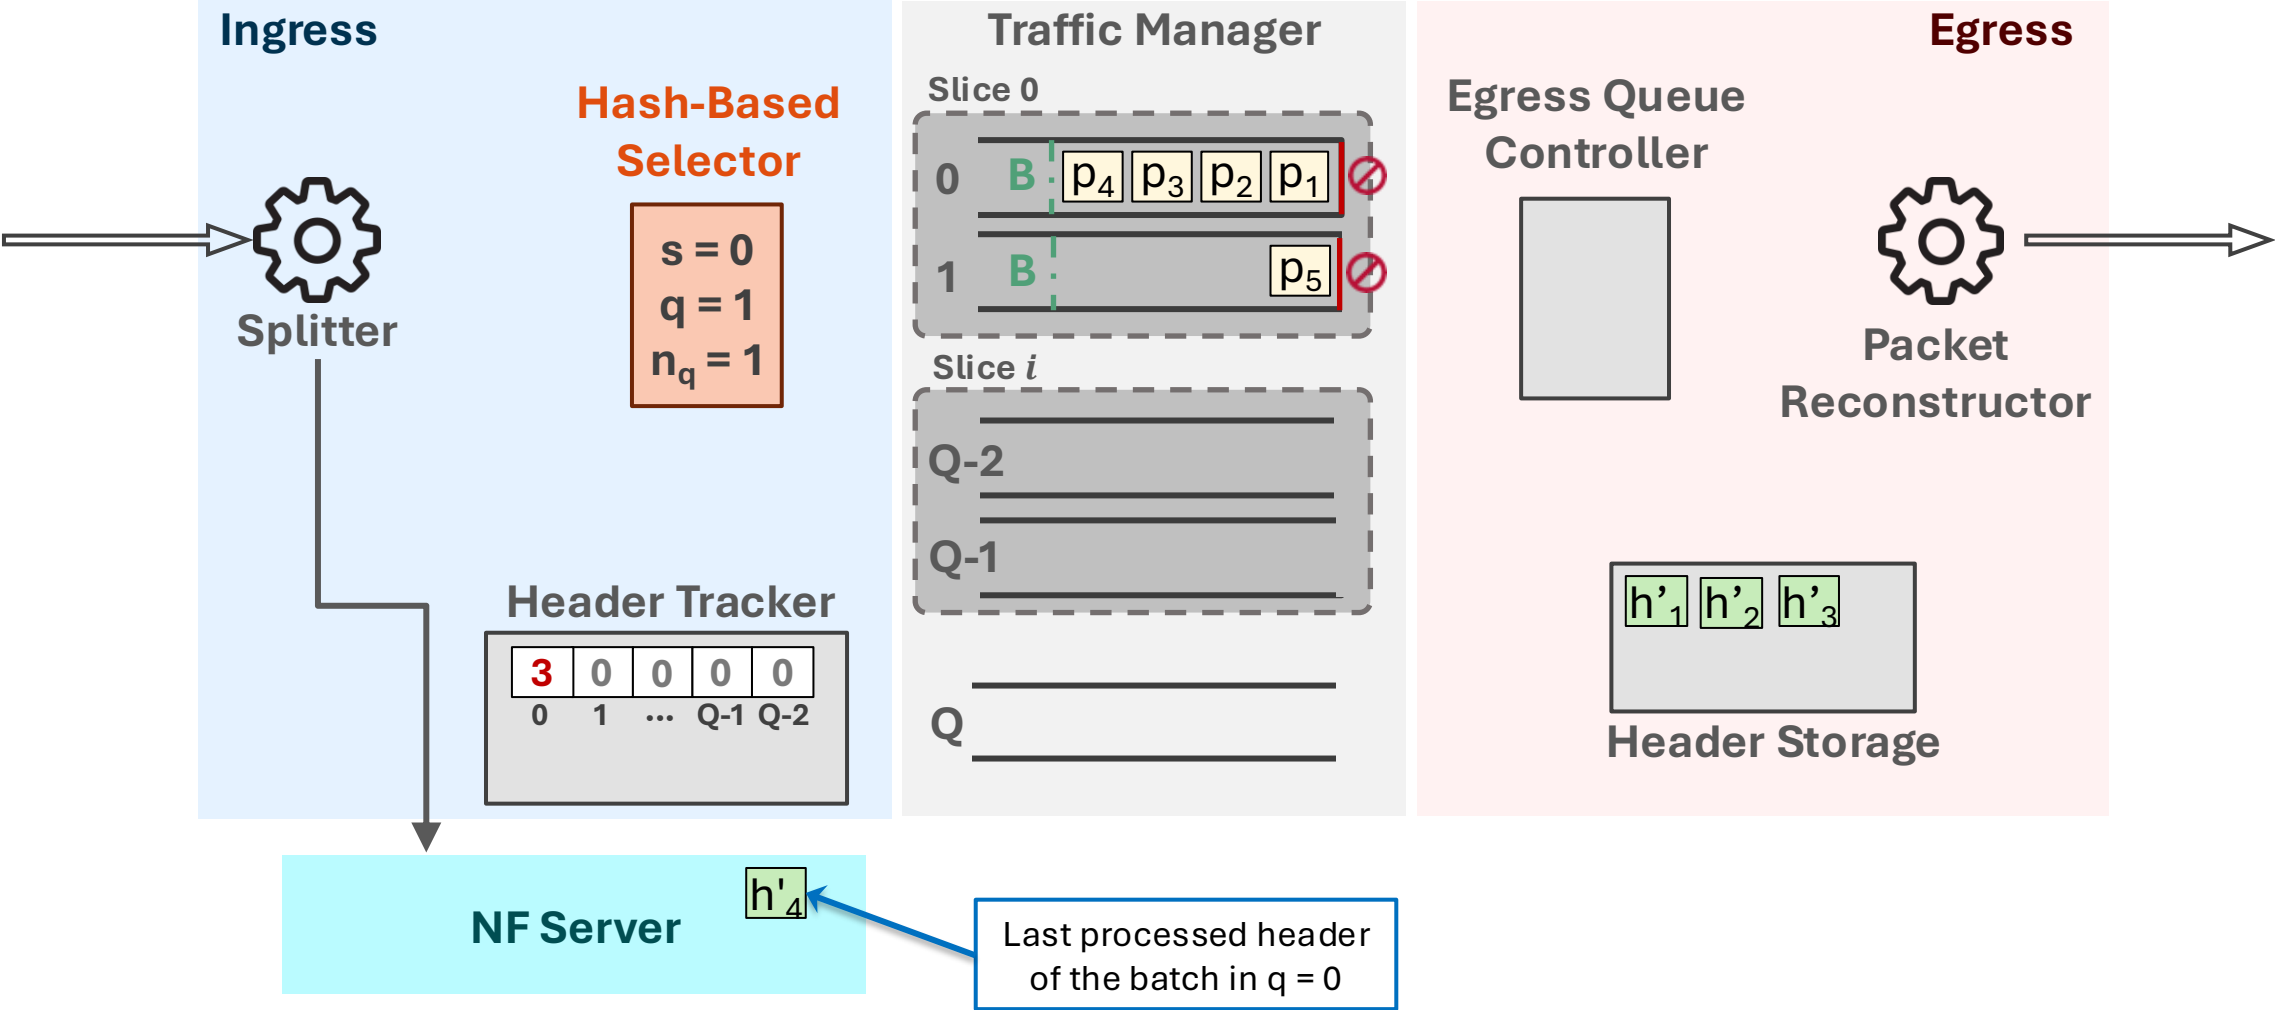 Ingress
Hash-Based
Selector
s = 0
q = 1
nq = 1
Splitter
Header Tracker
3 0 0 0 0
0 1 ... Q-1 Q-2
NF Server
h'4
Last processed header
of the batch in q = 0
Traffic Manager
Slice 0
0 B p4 p3 p2 p1
1 B p5
Slice i
Q-2
Q-1
Q
Egress
Egress Queue
Controller
Packet
Reconstructor
h’1 h’2 h’3
Header Storage